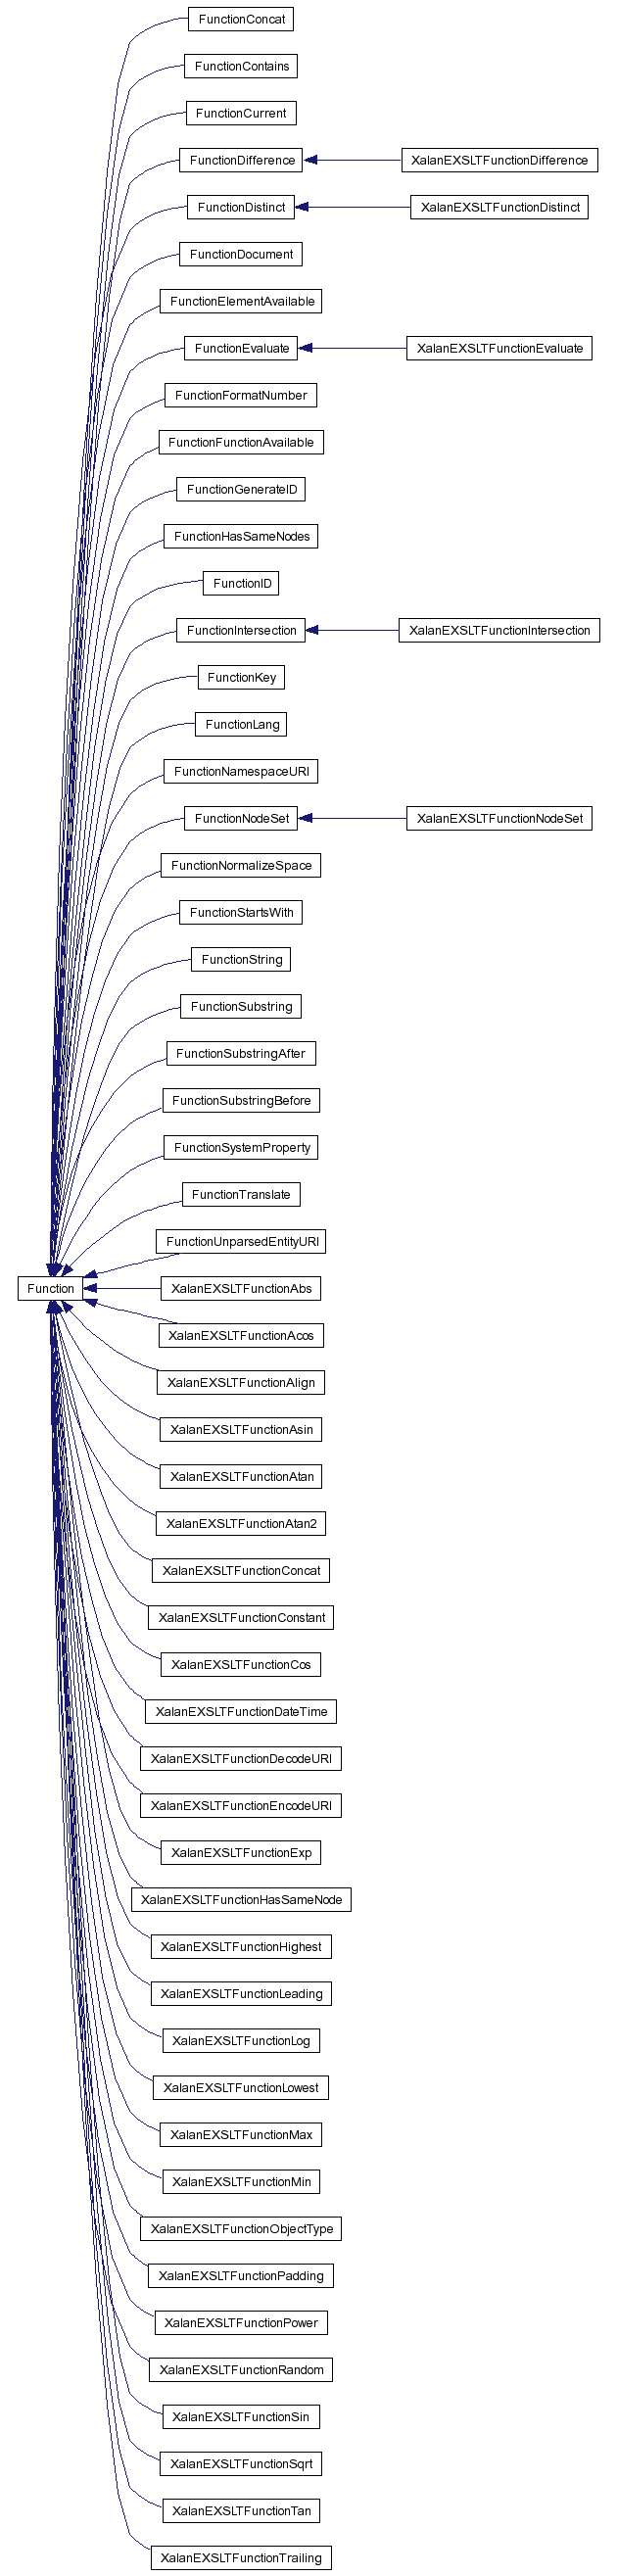 FunctionConcat
FunctionContains
FunctionCurrent
FunctionDifference XalanEXSLTFunctionDifference
FunctionDistinct XalanEXSLTFunctionDistinct
FunctionDocument
FunctionElementAvailable
FunctionEvaluate XalanEXSLTFunctionEvaluate
FunctionFormatNumber
FunctionFunctionAvailable
FunctionGenerateID
FunctionHasSameNodes
FunctionID
FunctionIntersection XalanEXSLTFunctionIntersection
FunctionKey
FunctionLang
FunctionNamespaceURI
FunctionNodeSet XalanEXSLTFunctionNodeSet
FunctionNormalizeSpace
FunctionStartsWith
FunctionString
FunctionSubstring
FunctionSubstringAfter
FunctionSubstringBefore
FunctionSystemProperty
FunctionTranslate
FunctionUnparsedEntityURI
Function XalanEXSLTFunctionAbs
XalanEXSLTFunctionAcos
XalanEXSLTFunctionAlign
XalanEXSLTFunctionAsin
XalanEXSLTFunctionAtan
XalanEXSLTFunctionAtan2
XalanEXSLTFunctionConcat
XalanEXSLTFunctionConstant
XalanEXSLTFunctionCos
XalanEXSLTFunctionDateTime
XalanEXSLTFunctionDecodeURI
XalanEXSLTFunctionEncodeURI
XalanEXSLTFunctionExp
XalanEXSLTFunctionHasSameNode
XalanEXSLTFunctionHighest
XalanEXSLTFunctionLeading
XalanEXSLTFunctionLog
XalanEXSLTFunctionLowest
XalanEXSLTFunctionMax
XalanEXSLTFunctionMin
XalanEXSLTFunctionObjectType
XalanEXSLTFunctionPadding
XalanEXSLTFunctionPower
XalanEXSLTFunctionRandom
XalanEXSLTFunctionSin
XalanEXSLTFunctionSqrt
XalanEXSLTFunctionTan
XalanEXSLTFunctionTrailing